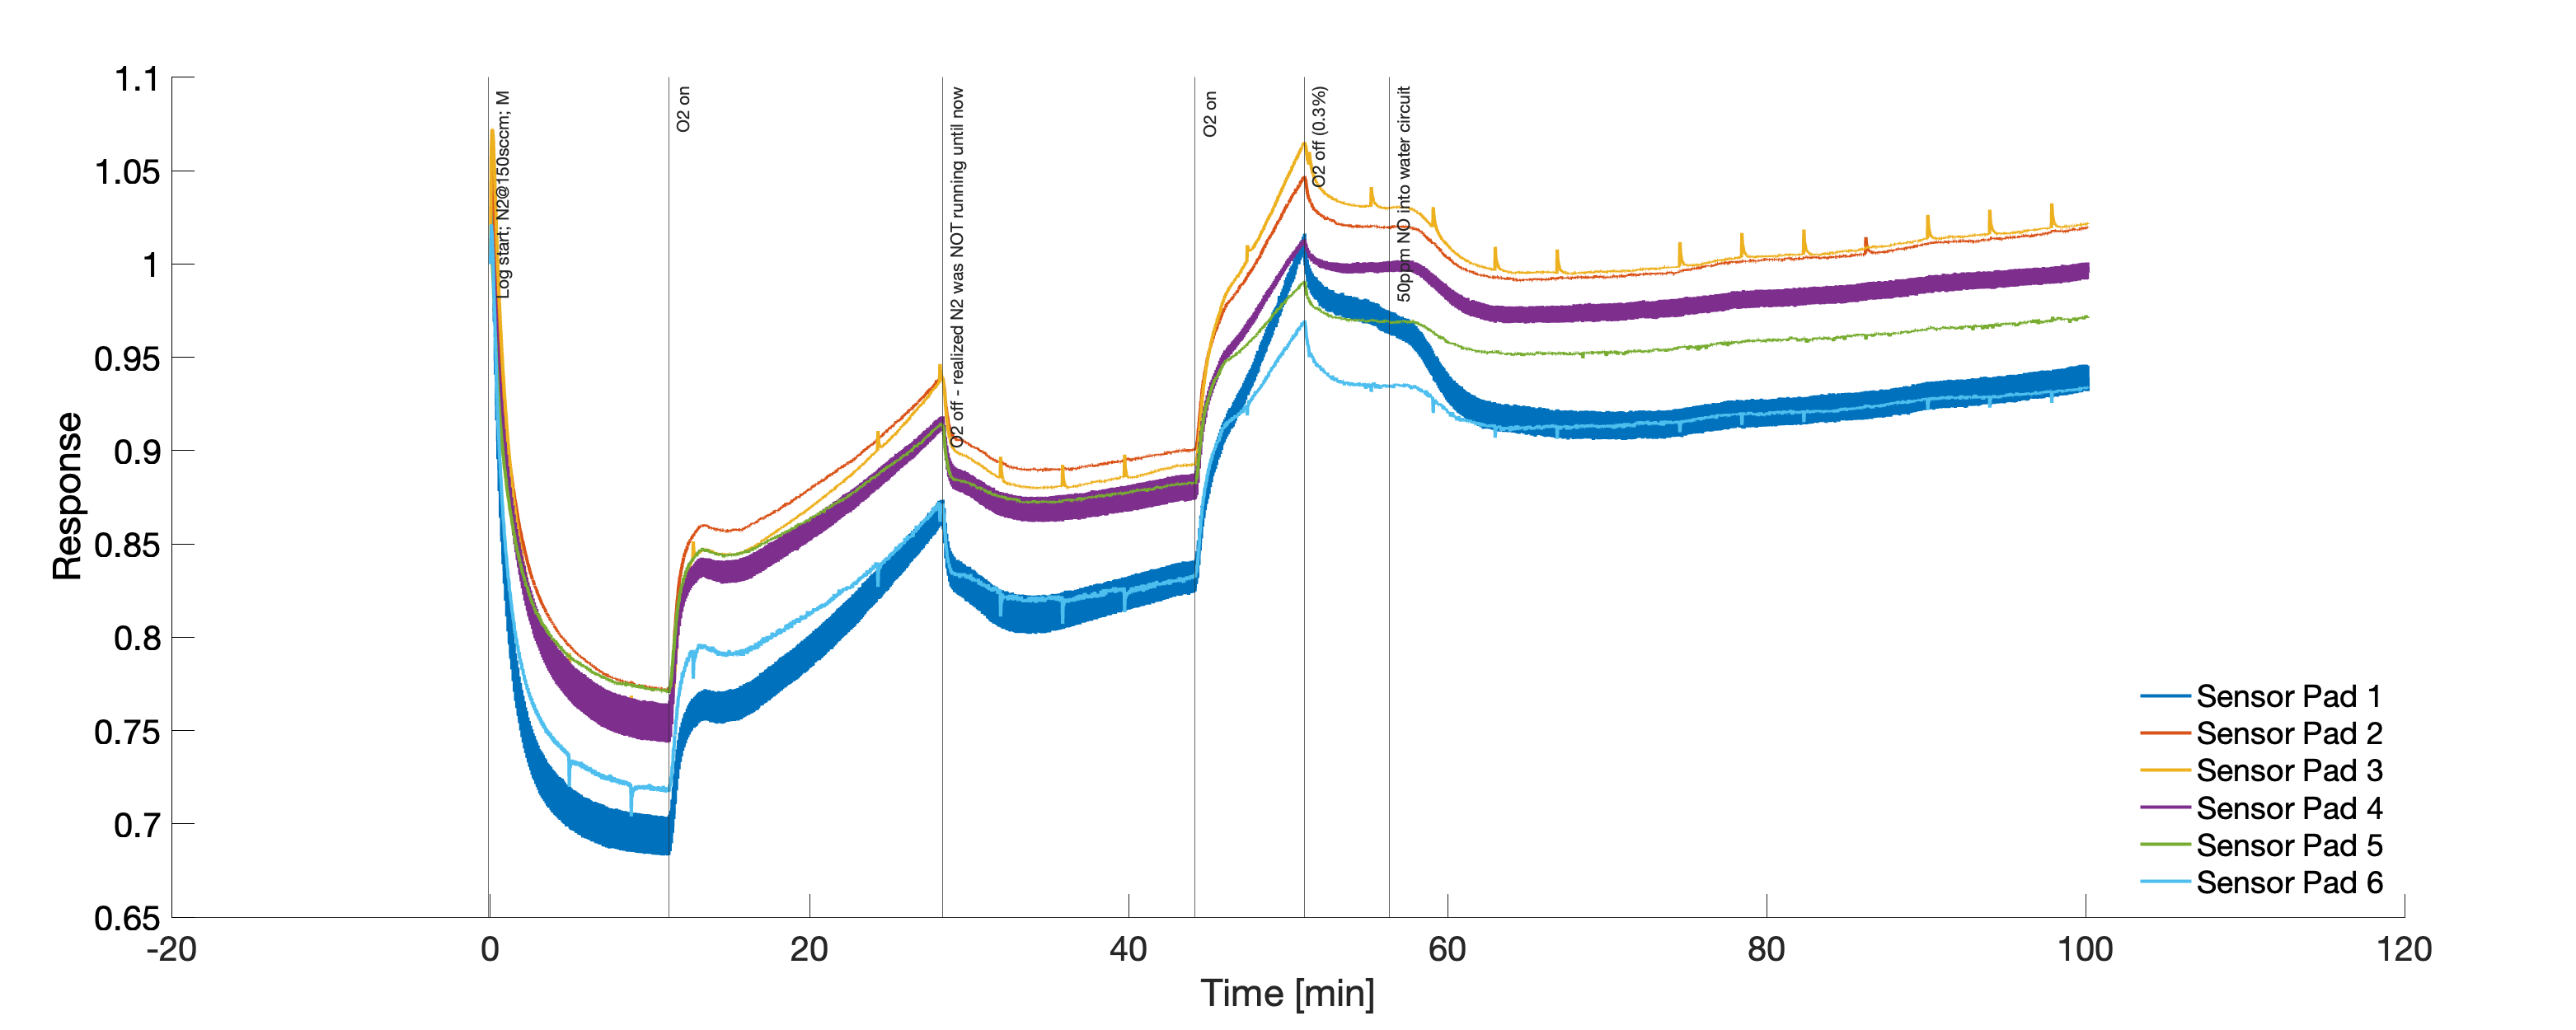 1.1
1.05
1
0.95
0.9
0.85
0.8
0.75
0.7
0.65
Response
Log start; N2@150sccm; M
O2 on
O2 off - realized N2 was NOT running until now
O2 on
O2 off (0.3%)
50ppm NO into water circuit
Sensor Pad 1
Sensor Pad 2
Sensor Pad 3
Sensor Pad 4
Sensor Pad 5
Sensor Pad 6
-20
0
20
40
60
80
100
120
Time [min]